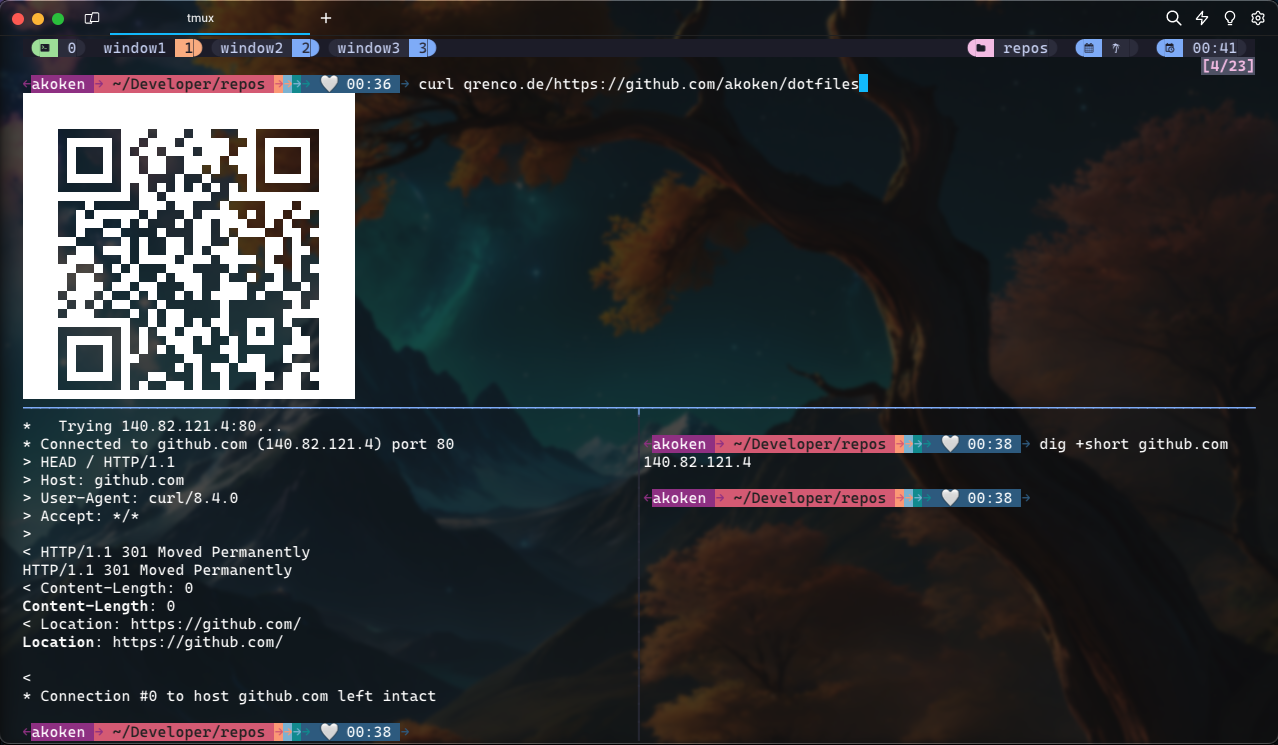 tmux
0 window1 1 window2 2 window3 3 repos 00:41
[4/23]
akoken ~/Developer/repos 🤍 00:36 curl qrenco.de/https://github.com/akoken/dotfiles
*   Trying 140.82.121.4:80...
* Connected to github.com (140.82.121.4) port 80
> HEAD / HTTP/1.1
> Host: github.com
> User-Agent: curl/8.4.0
> Accept: */*
>
< HTTP/1.1 301 Moved Permanently
HTTP/1.1 301 Moved Permanently
< Content-Length: 0
Content-Length: 0
< Location: https://github.com/
Location: https://github.com/
<
* Connection #0 to host github.com left intact
akoken ~/Developer/repos 🤍 00:38
akoken ~/Developer/repos 🤍 00:38 dig +short github.com
140.82.121.4
akoken ~/Developer/repos 🤍 00:38